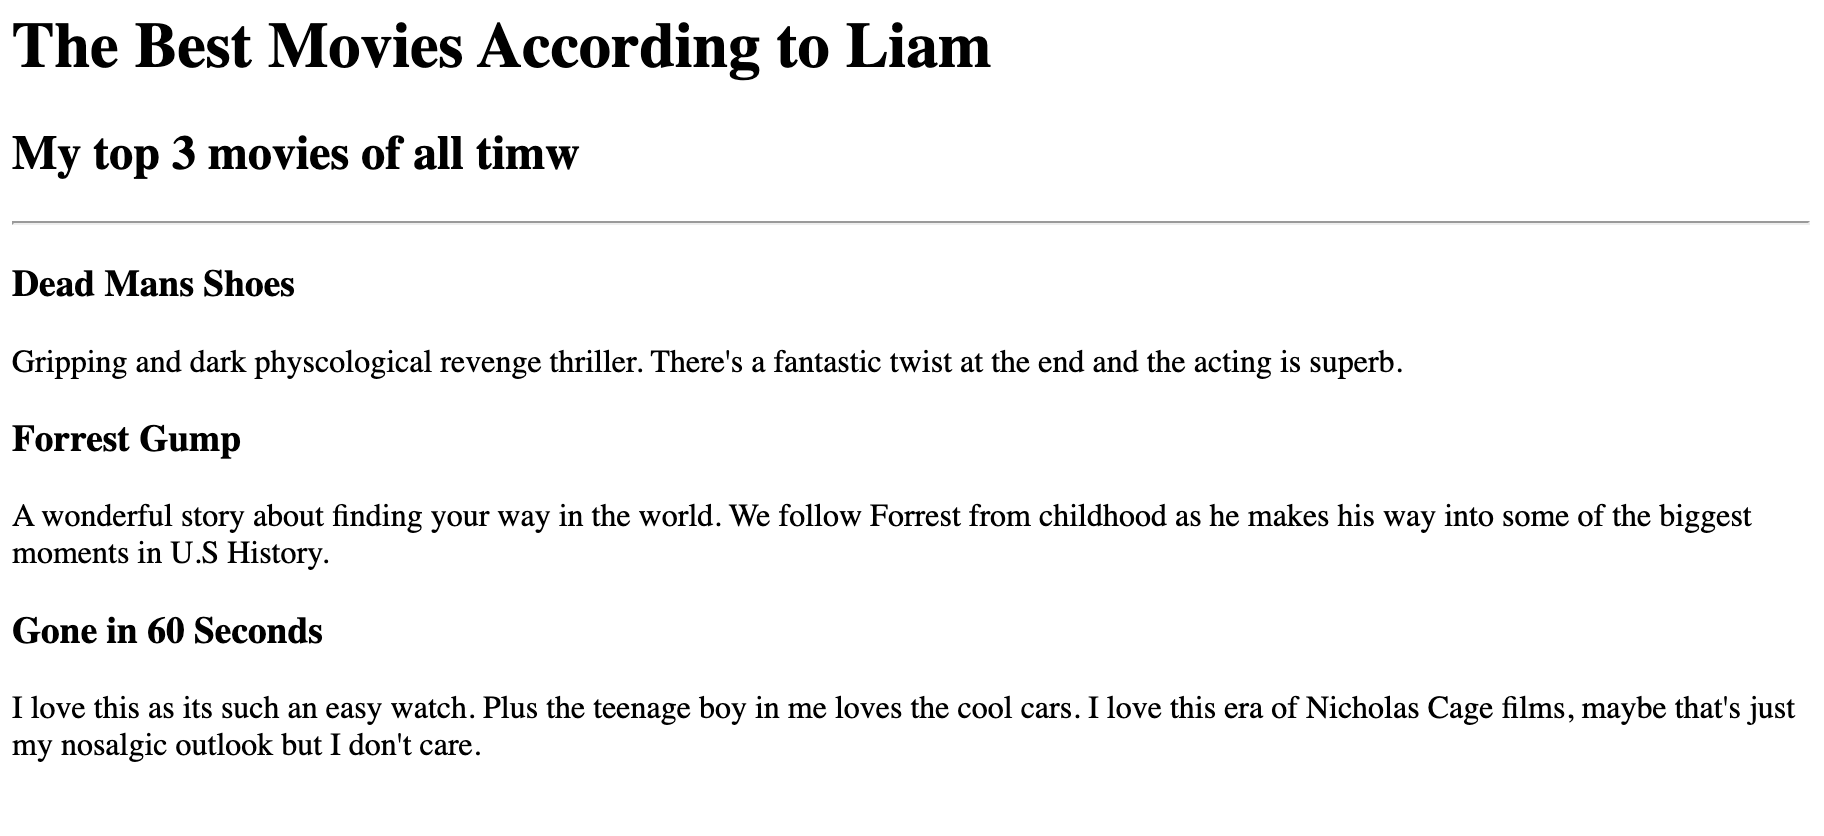 The Best Movies According to Liam
My top 3 movies of all timw
Dead Mans Shoes
Gripping and dark physcological revenge thriller. There's a fantastic twist at the end and the acting is superb.
Forrest Gump
A wonderful story about finding your way in the world. We follow Forrest from childhood as he makes his way into some of the biggest
moments in U.S History.
Gone in 60 Seconds
I love this as its such an easy watch. Plus the teenage boy in me loves the cool cars. I love this era of Nicholas Cage films, maybe that's just
my nosalgic outlook but I don't care.